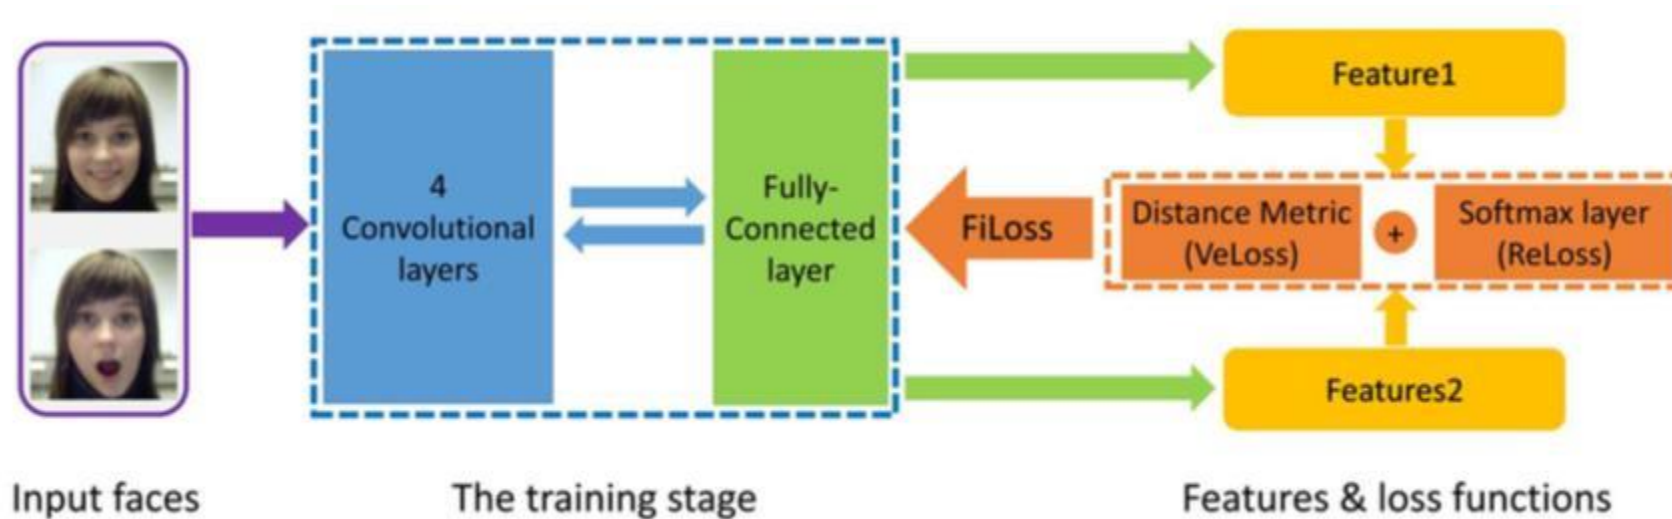 4
Convolutional
layers
Fully-
Connected
layer
Feature1
FiLoss
Distance Metric
(VeLoss)
+
Softmax layer
(ReLoss)
Features2
Input faces
The training stage
Features & loss functions